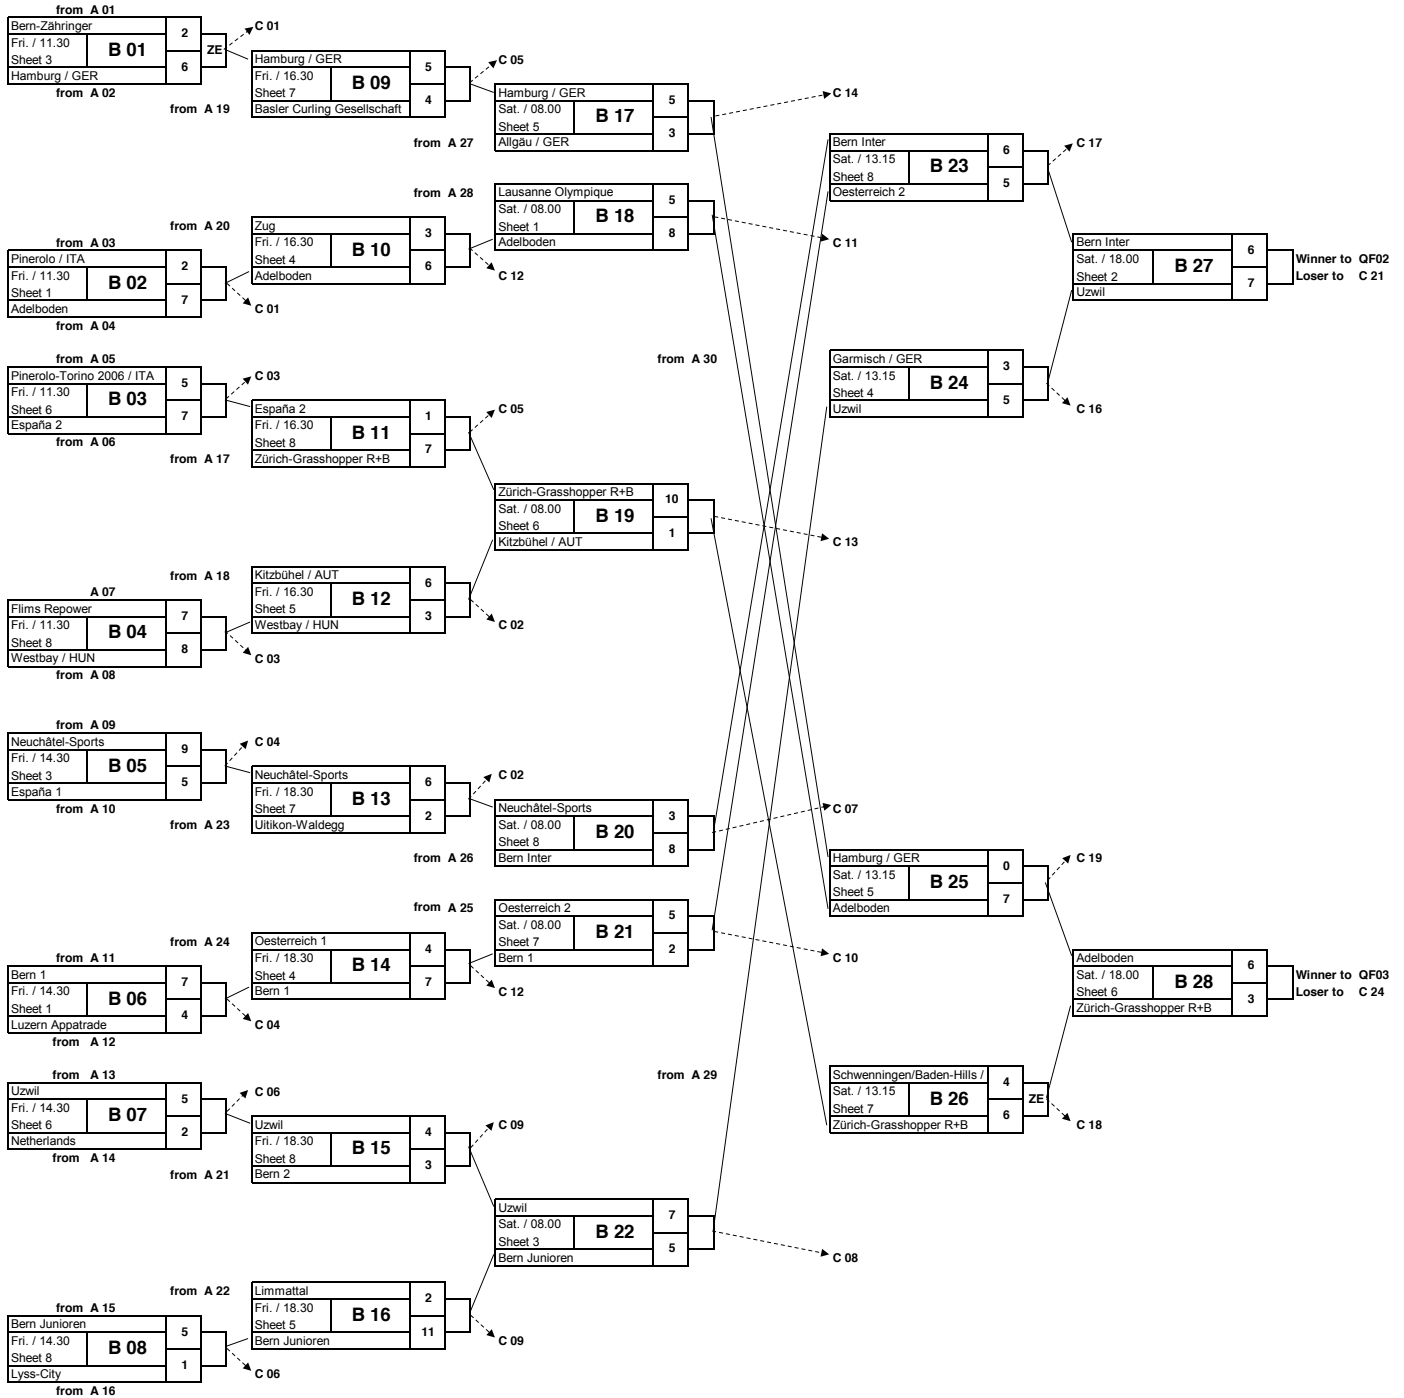 from A 01
Bern-Zähringer
2
Fri. / 11.30
Sheet 3
B 01
ZE
6
Hamburg / GER
from A 02
C 01
from A 19
Hamburg / GER
5
Fri. / 16.30
Sheet 7
B 09
4
Basler Curling Gesellschaft
C 05
from A 27
Hamburg / GER
5
Sat. / 08.00
Sheet 5
B 17
3
Allgäu / GER
C 14
from A 28
Lausanne Olympique
5
Sat. / 08.00
Sheet 1
B 18
8
Adelboden
C 11
from A 20
Zug
3
Fri. / 16.30
Sheet 4
B 10
6
Adelboden
C 12
from A 03
Pinerolo / ITA
2
Fri. / 11.30
Sheet 1
B 02
7
Adelboden
from A 04
C 01
from A 05
Pinerolo-Torino 2006 / ITA
5
Fri. / 11.30
Sheet 6
B 03
7
España 2
from A 06
C 03
from A 17
España 2
1
Fri. / 16.30
Sheet 8
B 11
7
Zürich-Grasshopper R+B
C 05
Zürich-Grasshopper R+B
10
Sat. / 08.00
Sheet 6
B 19
1
Kitzbühel / AUT
C 13
from A 18
Kitzbühel / AUT
6
Fri. / 16.30
Sheet 5
B 12
3
Westbay / HUN
C 02
A 07
Flims Repower
7
Fri. / 11.30
Sheet 8
B 04
8
Westbay / HUN
from A 08
C 03
from A 09
Neuchâtel-Sports
9
Fri. / 14.30
Sheet 3
B 05
5
España 1
from A 10
C 04
from A 23
Neuchâtel-Sports
6
Fri. / 18.30
Sheet 7
B 13
2
Uitikon-Waldegg
C 02
from A 26
Neuchâtel-Sports
3
Sat. / 08.00
Sheet 8
B 20
8
Bern Inter
C 07
from A 25
Oesterreich 2
5
Sat. / 08.00
Sheet 7
B 21
2
Bern 1
C 10
from A 24
Oesterreich 1
4
Fri. / 18.30
Sheet 4
B 14
7
Bern 1
C 12
from A 11
Bern 1
7
Fri. / 14.30
Sheet 1
B 06
4
Luzern Appatrade
from A 12
C 04
from A 13
Uzwil
5
Fri. / 14.30
Sheet 6
B 07
2
Netherlands
from A 14
C 06
from A 21
Uzwil
4
Fri. / 18.30
Sheet 8
B 15
3
Bern 2
C 09
Uzwil
7
Sat. / 08.00
Sheet 3
B 22
5
Bern Junioren
C 08
from A 22
Limmattal
2
Fri. / 18.30
Sheet 5
B 16
11
Bern Junioren
C 09
from A 15
Bern Junioren
5
Fri. / 14.30
Sheet 8
B 08
1
Lyss-City
from A 16
C 06
Bern Inter
6
Sat. / 13.15
Sheet 8
B 23
5
Oesterreich 2
C 17
from A 30
Garmisch / GER
3
Sat. / 13.15
Sheet 4
B 24
5
Uzwil
C 16
Bern Inter
6
Sat. / 18.00
Sheet 2
B 27
7
Uzwil
Winner to QF02
Loser to C 21
Hamburg / GER
0
Sat. / 13.15
Sheet 5
B 25
7
Adelboden
C 19
from A 29
Schwenningen/Baden-Hills /
4
Sat. / 13.15
Sheet 7
B 26
ZE
6
Zürich-Grasshopper R+B
C 18
Adelboden
6
Sat. / 18.00
Sheet 6
B 28
3
Zürich-Grasshopper R+B
Winner to QF03
Loser to C 24